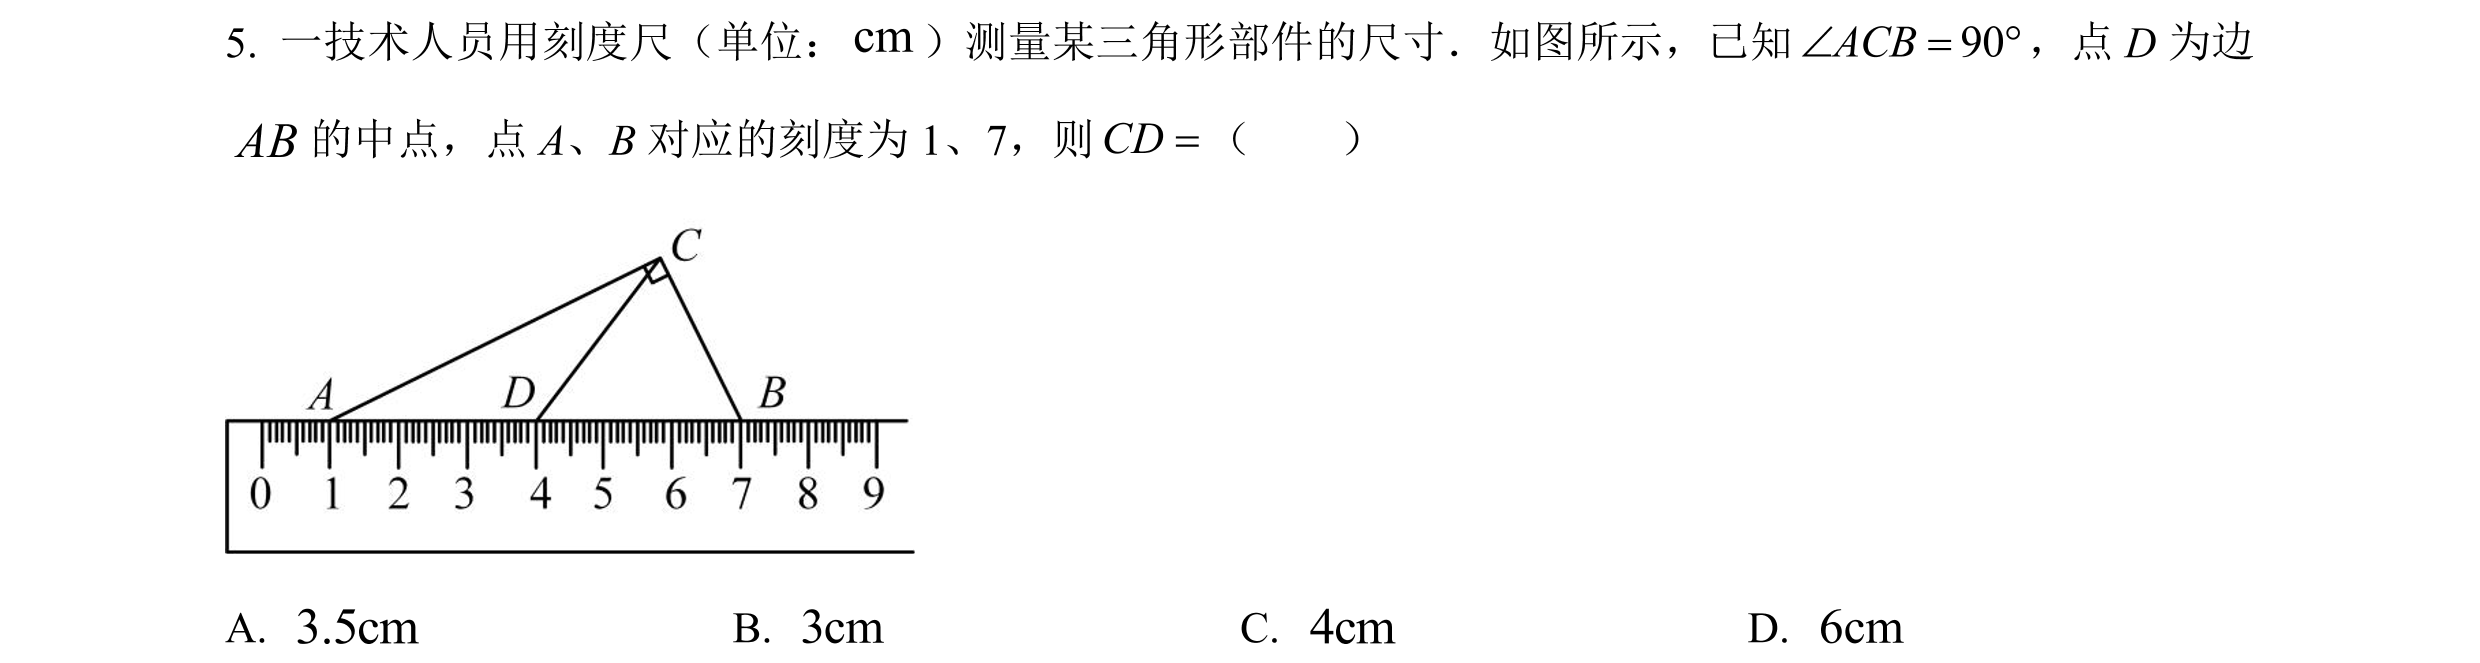 5. 一技术人员用刻度尺（单位：cm）测量某三角形部件的尺寸．如图所示，已知∠ACB=90°，点 D 为边
AB 的中点，点 A、B 对应的刻度为 1、7，则 CD=（　　）
C
A D B
0 1 2 3 4 5 6 7 8 9
A. 3.5cm B. 3cm C. 4cm D. 6cm